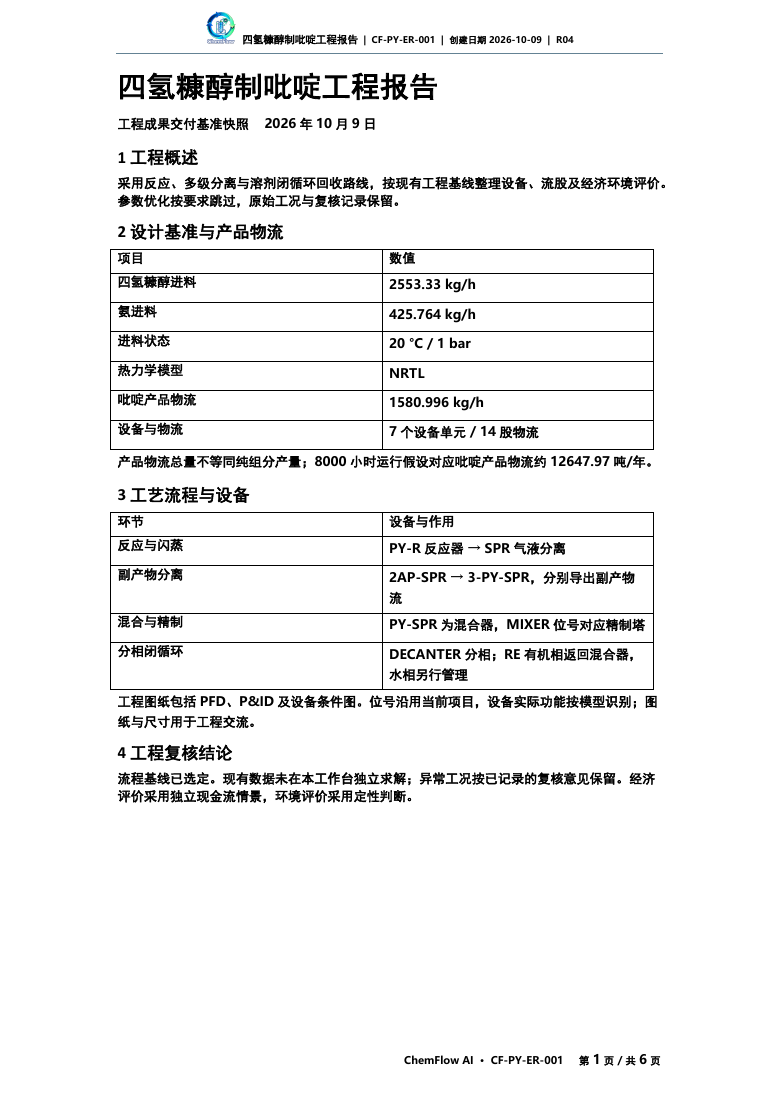 ChemFlow
四氢糠醇制吡啶工程报告 | CF-PY-ER-001 | 创建日期 2026-10-09 | R04
四氢糠醇制吡啶工程报告
工程成果交付基准快照 2026 年 10 月 9 日
1 工程概述
采用反应、多级分离与溶剂闭循环回收路线，按现有工程基线整理设备、流股及经济环境评价。
参数优化按要求跳过，原始工况与复核记录保留。
2 设计基准与产品物流
项目 数值
四氢糠醇进料 2553.33 kg/h
氨进料 425.764 kg/h
进料状态 20 °C / 1 bar
热力学模型 NRTL
吡啶产品物流 1580.996 kg/h
设备与物流 7 个设备单元 / 14 股物流
产品物流总量不等同纯组分产量；8000 小时运行假设对应吡啶产品物流约 12647.97 吨/年。
3 工艺流程与设备
环节 设备与作用
反应与闪蒸 PY-R 反应器 → SPR 气液分离
副产物分离 2AP-SPR → 3-PY-SPR，分别导出副产物
流
混合与精制 PY-SPR 为混合器，MIXER 位号对应精制塔
分相闭循环 DECANTER 分相；RE 有机相返回混合器，
水相另行管理
工程图纸包括 PFD、P&ID 及设备条件图。位号沿用当前项目，设备实际功能按模型识别；图
纸与尺寸用于工程交流。
4 工程复核结论
流程基线已选定。现有数据未在本工作台独立求解；异常工况按已记录的复核意见保留。经济
评价采用独立现金流情景，环境评价采用定性判断。
ChemFlow AI · CF-PY-ER-001 第 1 页 / 共 6 页